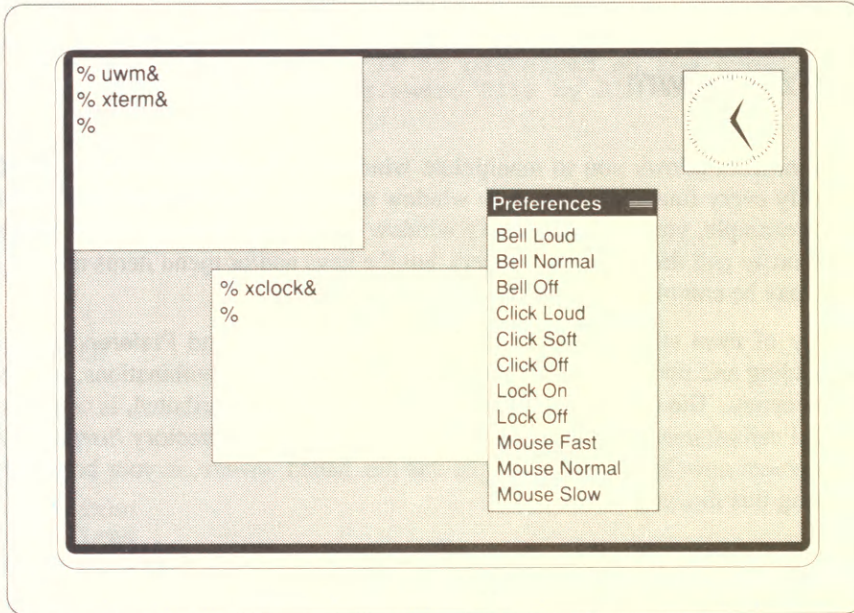 % uwm&
% xterm&
%
% xclock&
%
Preferences
Bell Loud
Bell Normal
Bell Off
Click Loud
Click Soft
Click Off
Lock On
Lock Off
Mouse Fast
Mouse Normal
Mouse Slow